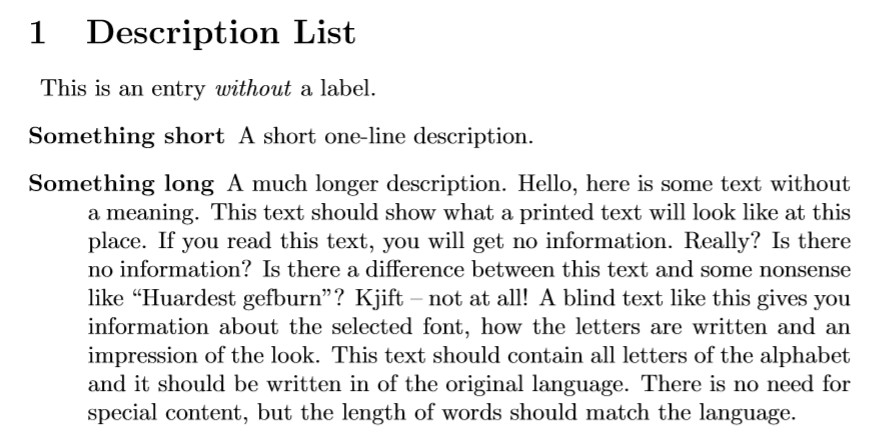 1 Description List
This is an entry without a label.
Something short A short one-line description.
Something long A much longer description. Hello, here is some text without
a meaning. This text should show what a printed text will look like at this
place. If you read this text, you will get no information. Really? Is there
no information? Is there a difference between this text and some nonsense
like “Huardest gefburn”? Kjift – not at all! A blind text like this gives you
information about the selected font, how the letters are written and an
impression of the look. This text should contain all letters of the alphabet
and it should be written in of the original language. There is no need for
special content, but the length of words should match the language.